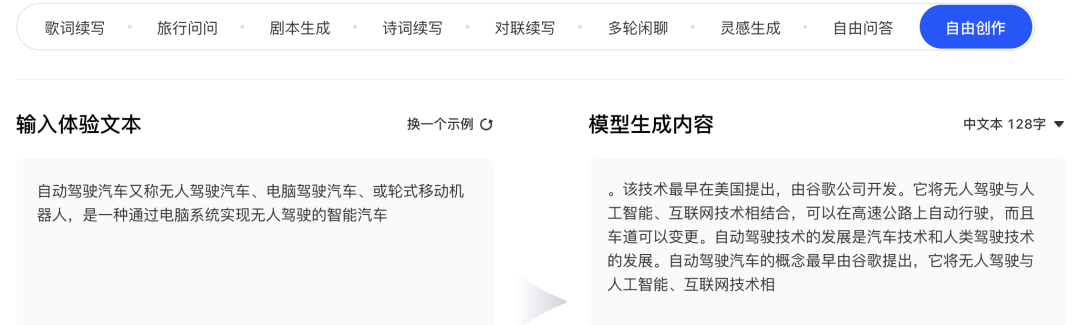 歌词续写 · 旅行问问 · 剧本生成 · 诗词续写 · 对联续写 · 多轮闲聊 · 灵感生成 · 自由问答 自由创作
输入体验文本 换一个示例
自动驾驶汽车又称无人驾驶汽车、电脑驾驶汽车、或轮式移动机
器人，是一种通过电脑系统实现无人驾驶的智能汽车
模型生成内容 中文本 128字
。该技术最早在美国提出，由谷歌公司开发。它将无人驾驶与人
工智能、互联网技术相结合，可以在高速公路上自动行驶，而且
车道可以变更。自动驾驶技术的发展是汽车技术和人类驾驶技术
的发展。自动驾驶汽车的概念最早由谷歌提出，它将无人驾驶与
人工智能、互联网技术相